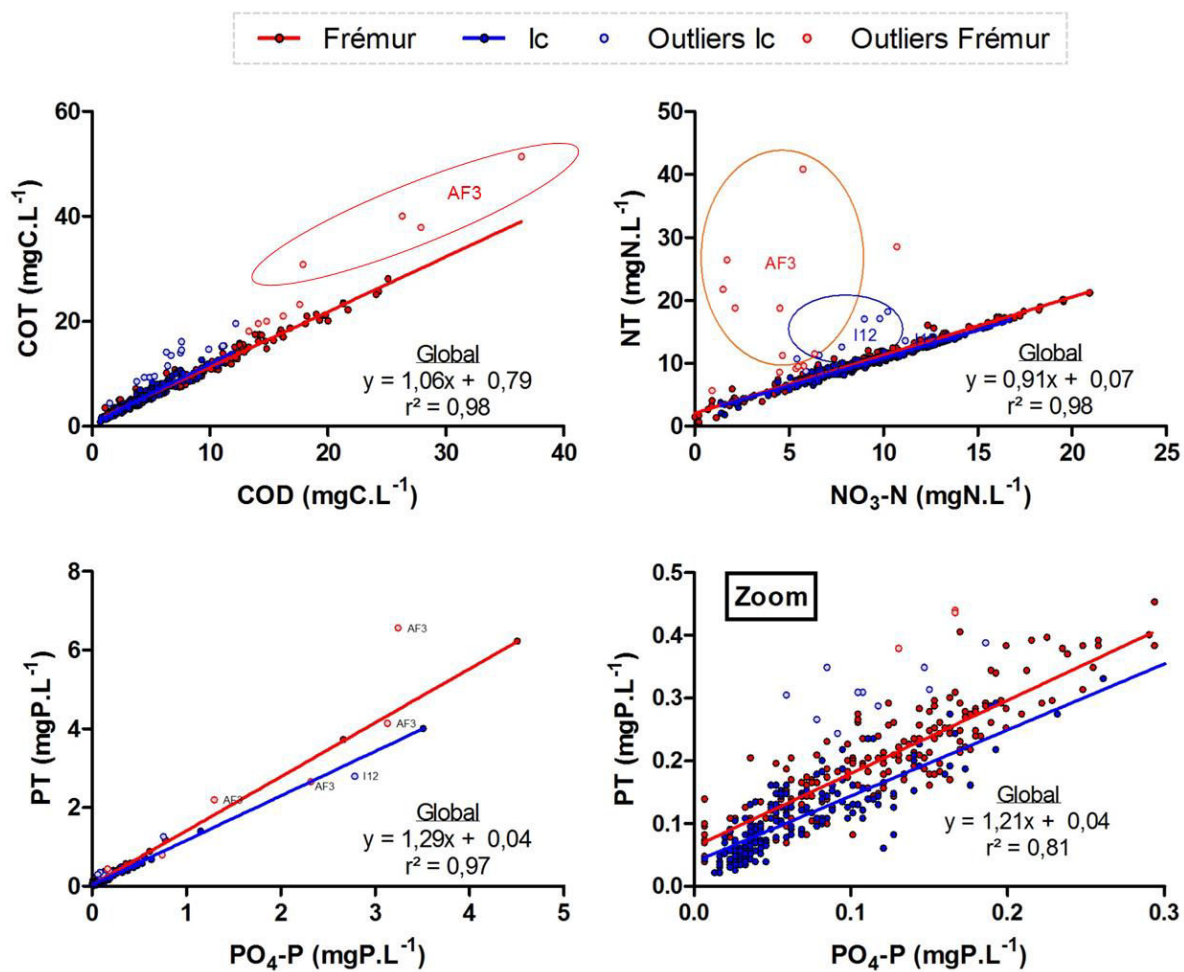 Frémur Ic Outliers Ic Outliers Frémur
60
40
20
0
COT (mgC.L⁻¹)
AF3
Global
y = 1,06x + 0,79
r² = 0,98
0 10 20 30 40
COD (mgC.L⁻¹)
50
40
30
20
10
0
NT (mgN.L⁻¹)
AF3
I12
Global
y = 0,91x + 0,07
r² = 0,98
0 5 10 15 20 25
NO₃-N (mgN.L⁻¹)
8
6
4
2
0
PT (mgP.L⁻¹)
AF3
AF3
I12
AF3
AF3
Global
y = 1,29x + 0,04
r² = 0,97
0 1 2 3 4 5
PO₄-P (mgP.L⁻¹)
0.5
0.4
0.3
0.2
0.1
0.0
PT (mgP.L⁻¹)
Zoom
Global
y = 1,21x + 0,04
r² = 0,81
0.0 0.1 0.2 0.3
PO₄-P (mgP.L⁻¹)